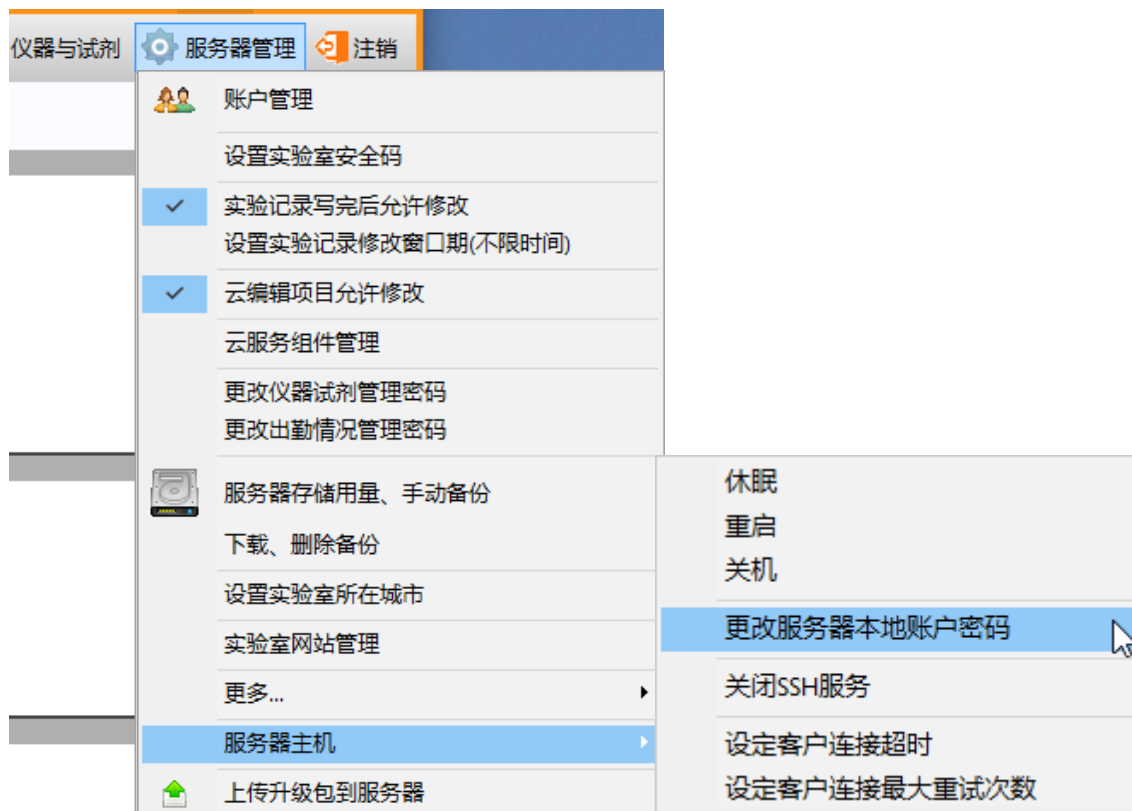 仪器与试剂 服务器管理 注销
账户管理
设置实验室安全码
实验记录写完后允许修改
设置实验记录修改窗口期(不限时间)
云编辑项目允许修改
云服务组件管理
更改仪器试剂管理密码
更改出勤情况管理密码
服务器存储用量、手动备份
下载、删除备份
设置实验室所在城市
实验室网站管理
更多...
服务器主机
上传升级包到服务器
休眠
重启
关机
更改服务器本地账户密码
关闭SSH服务
设定客户连接超时
设定客户连接最大重试次数